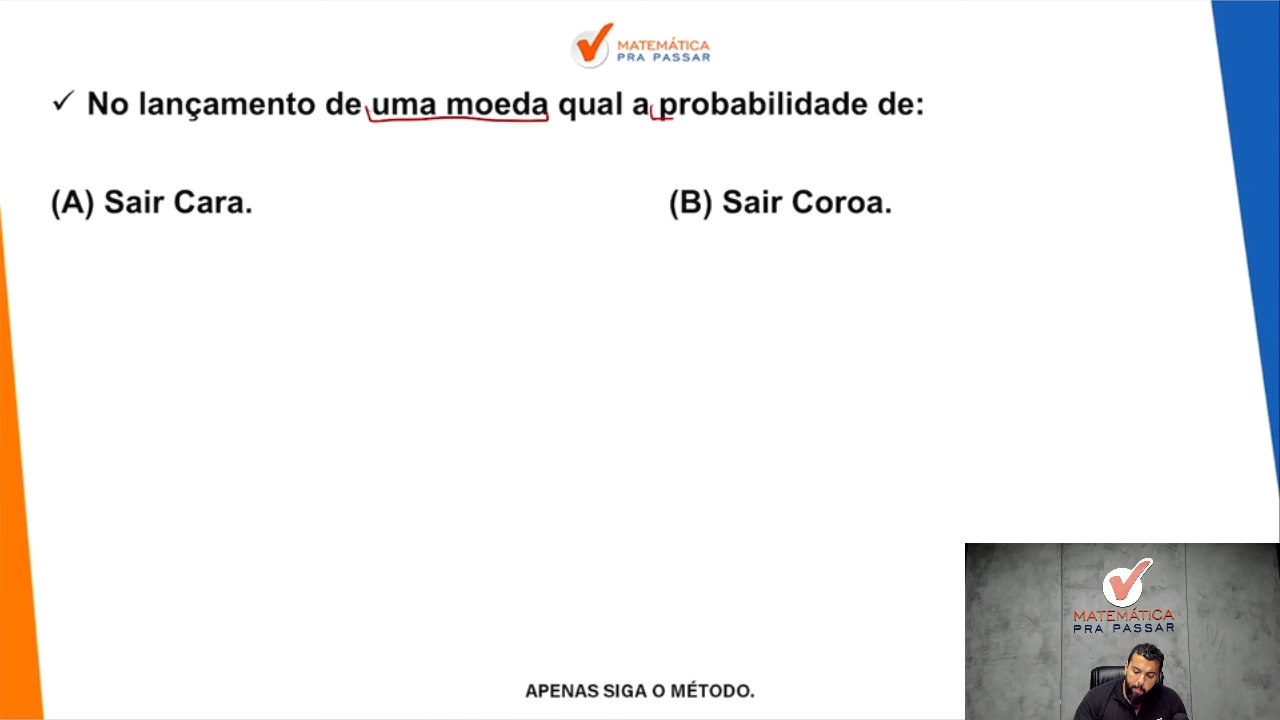 MATEMÁTICA
PRA PASSAR
✓ No lançamento de uma moeda qual a probabilidade de:
(A) Sair Cara.
(B) Sair Coroa.
MATEMÁTICA
PRA PASSAR
APENAS SIGA O MÉTODO.